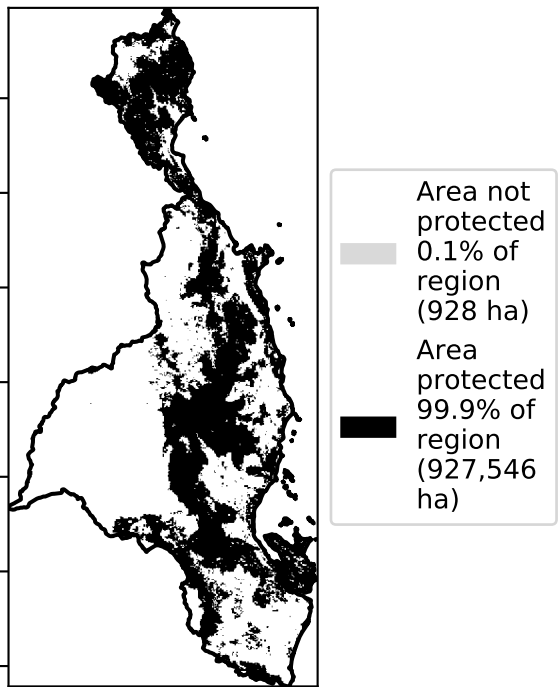 Area not
protected
0.1% of
region
(928 ha)
Area
protected
99.9% of
region
(927,546
ha)